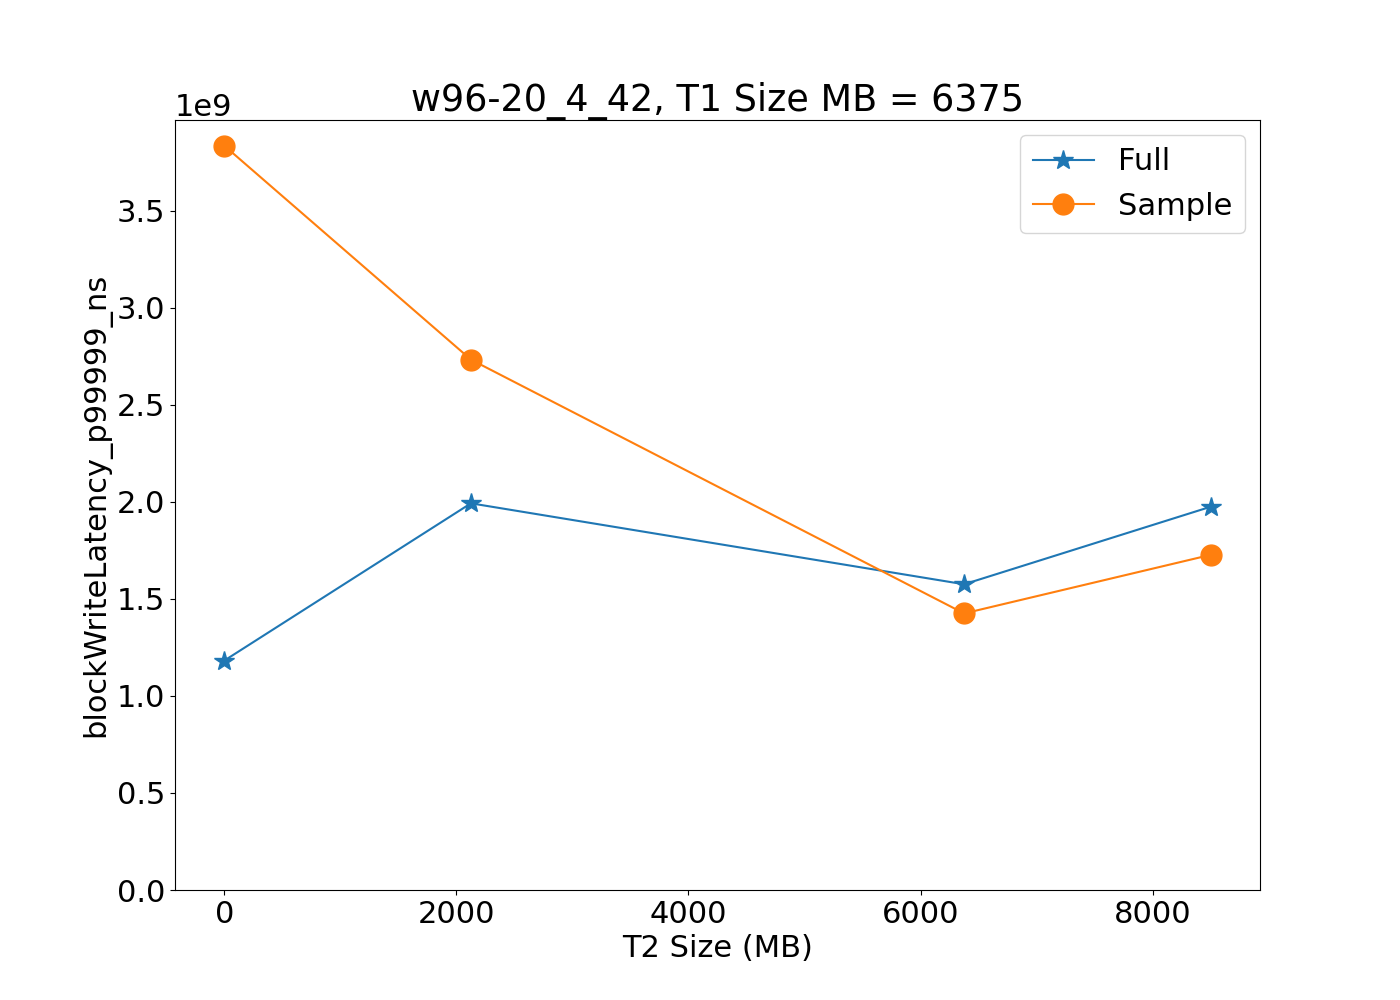 w96-20_4_42, T1 Size MB = 6375
1e9
Full
Sample
3.5
3.0
2.5
2.0
1.5
1.0
0.5
0.0
blockWriteLatency_p99999_ns
0 2000 4000 6000 8000
T2 Size (MB)